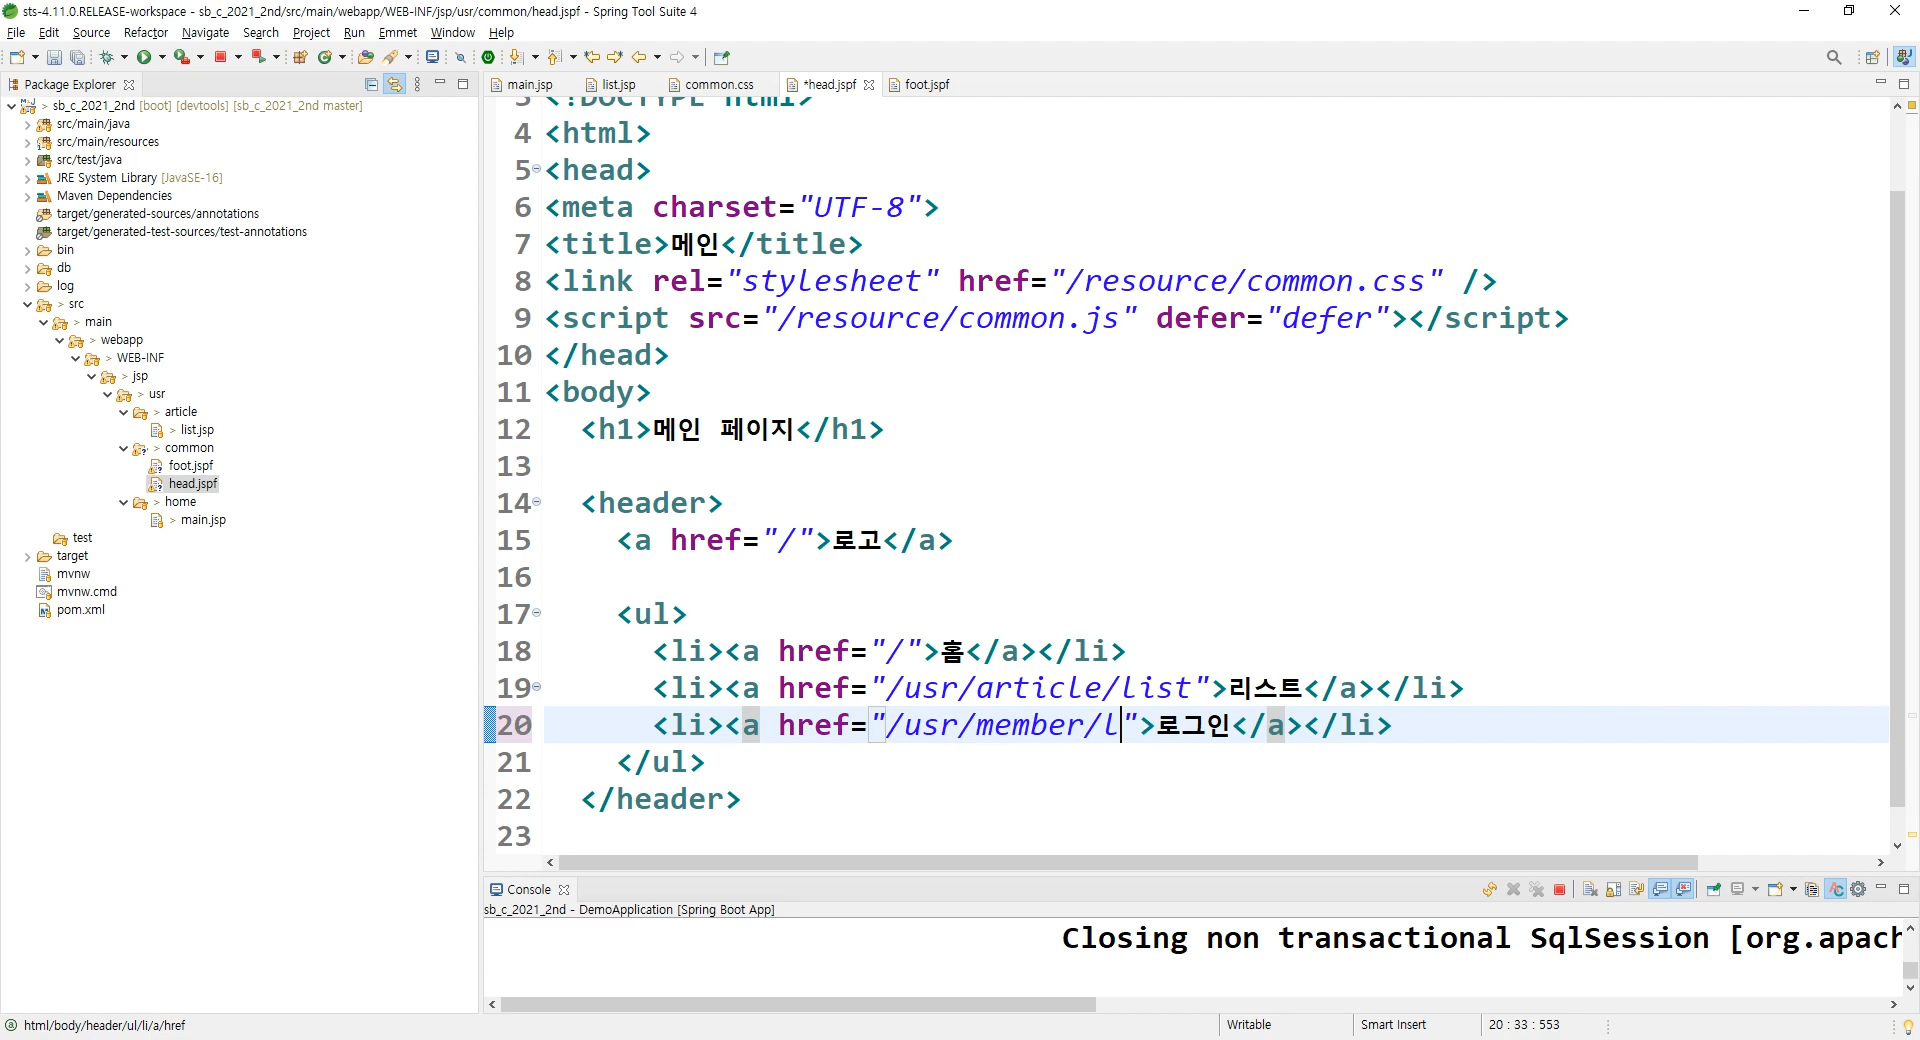 sts-4.11.0.RELEASE-workspace - sb_c_2021_2nd/src/main/webapp/WEB-INF/jsp/usr/common/head.jspf - Spring Tool Suite 4
File Edit Source Refactor Navigate Search Project Run Emmet Window Help
Package Explorer
sb_c_2021_2nd [boot] [devtools] [sb_c_2021_2nd master]
src/main/java
src/main/resources
src/test/java
JRE System Library [JavaSE-16]
Maven Dependencies
target/generated-sources/annotations
target/generated-test-sources/test-annotations
bin
db
log
> src
> main
> webapp
> WEB-INF
> jsp
> usr
> article
> list.jsp
> common
foot.jspf
head.jspf
> home
> main.jsp
test
target
mvnw
mvnw.cmd
pom.xml
main.jsp list.jsp common.css *head.jspf foot.jspf
3 <!DOCTYPE html>
4 <html>
5 <head>
6 <meta charset="UTF-8">
7 <title>메인</title>
8 <link rel="stylesheet" href="/resource/common.css" />
9 <script src="/resource/common.js" defer="defer"></script>
10 </head>
11 <body>
12 <h1>메인 페이지</h1>
13
14 <header>
15 <a href="/">로고</a>
16
17 <ul>
18 <li><a href="/">홈</a></li>
19 <li><a href="/usr/article/list">리스트</a></li>
20 <li><a href="/usr/member/l">로그인</a></li>
21 </ul>
22 </header>
23
Console
sb_c_2021_2nd - DemoApplication [Spring Boot App]
Closing non transactional SqlSession [org.apach
html/body/header/ul/li/a/href
Writable Smart Insert 20 : 33 : 553